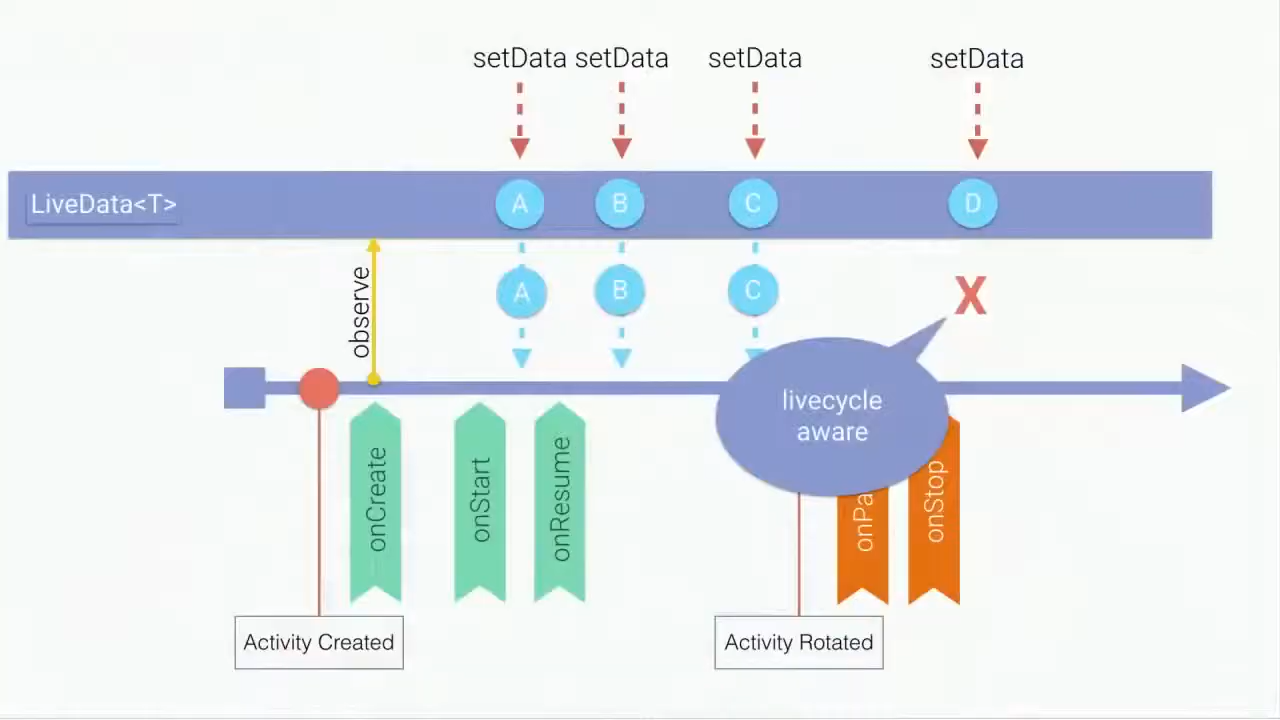 setData setData setData setData
LiveData<T>
A B C D
observe
A B C X
livecycle
aware
onCreate
onStart
onResume
onPa
onStop
Activity Created
Activity Rotated